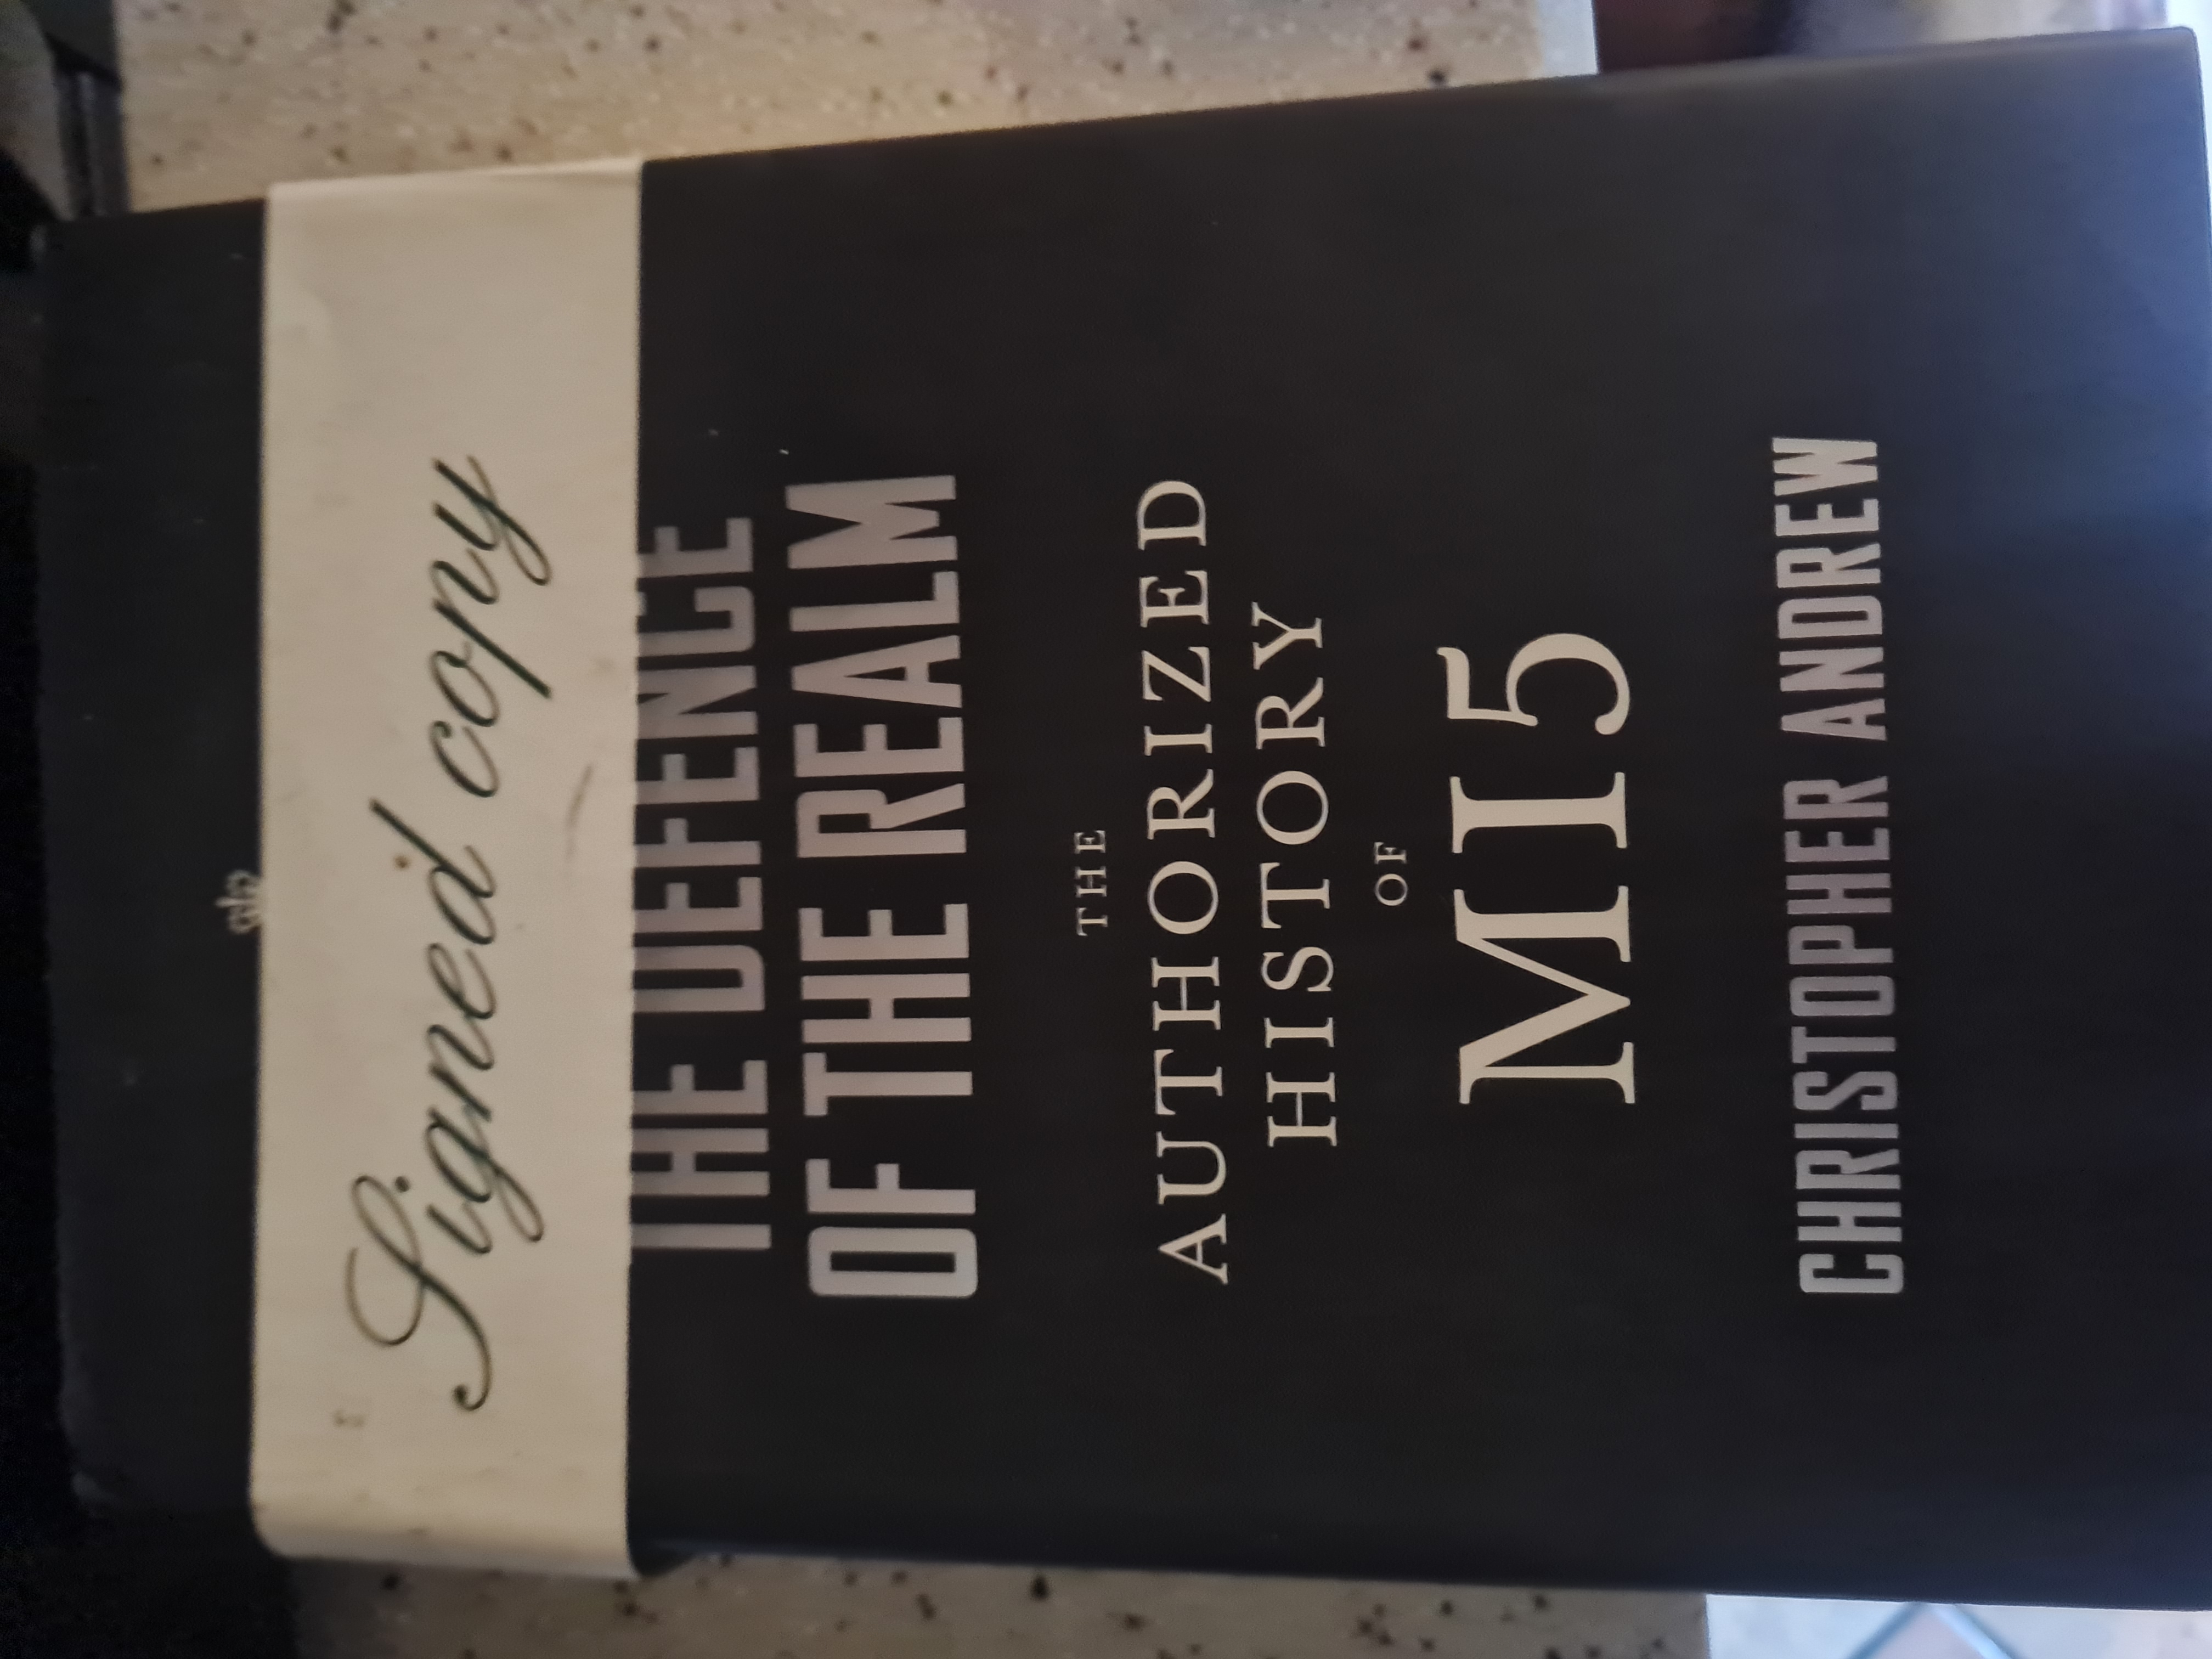 Signed copy
THE DEFENCE
OF THE REALM
THE
AUTHORIZED
HISTORY
OF
MI5
CHRISTOPHER ANDREW